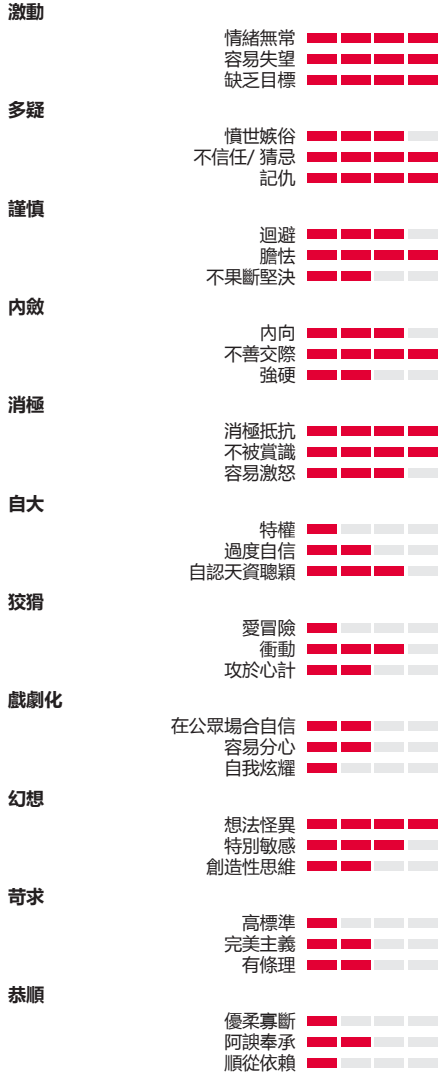 激動
情緒無常
容易失望
缺乏目標
多疑
憤世嫉俗
不信任/ 猜忌
記仇
謹慎
迴避
膽怯
不果斷堅決
內斂
內向
不善交際
強硬
消極
消極抵抗
不被賞識
容易激怒
自大
特權
過度自信
自認天資聰穎
狡猾
愛冒險
衝動
攻於心計
戲劇化
在公眾場合自信
容易分心
自我炫耀
幻想
想法怪異
特別敏感
創造性思維
苛求
高標準
完美主義
有條理
恭順
優柔寡斷
阿諛奉承
順從依賴